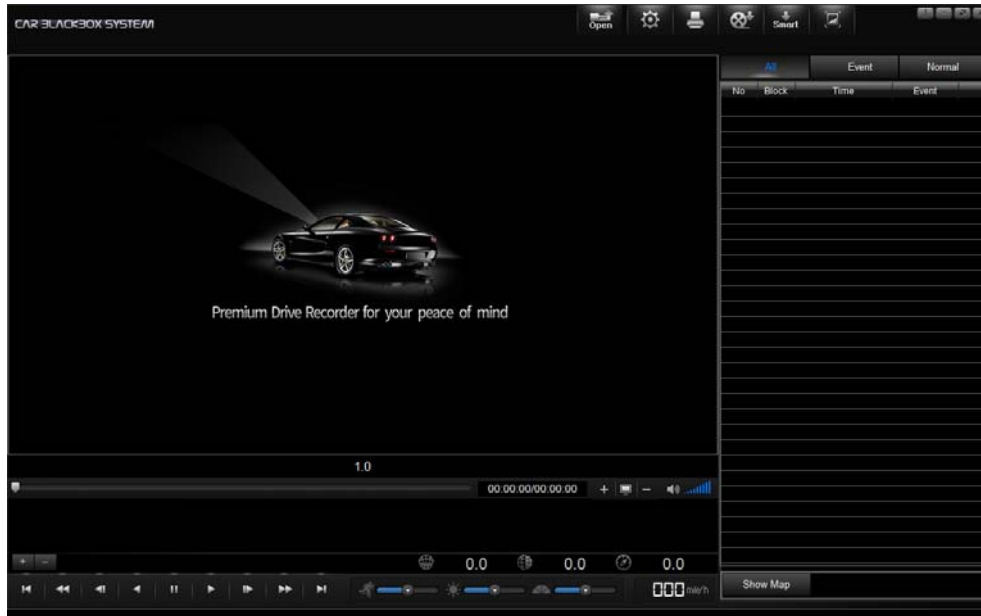 CAR BLACKBOX SYSTEM
Open
Smart
All Event Normal
No Block Time Event
Premium Drive Recorder for your peace of mind
1.0
00:00:00/00:00:00
0.0 0.0 0.0
000 mile/h
Show Map